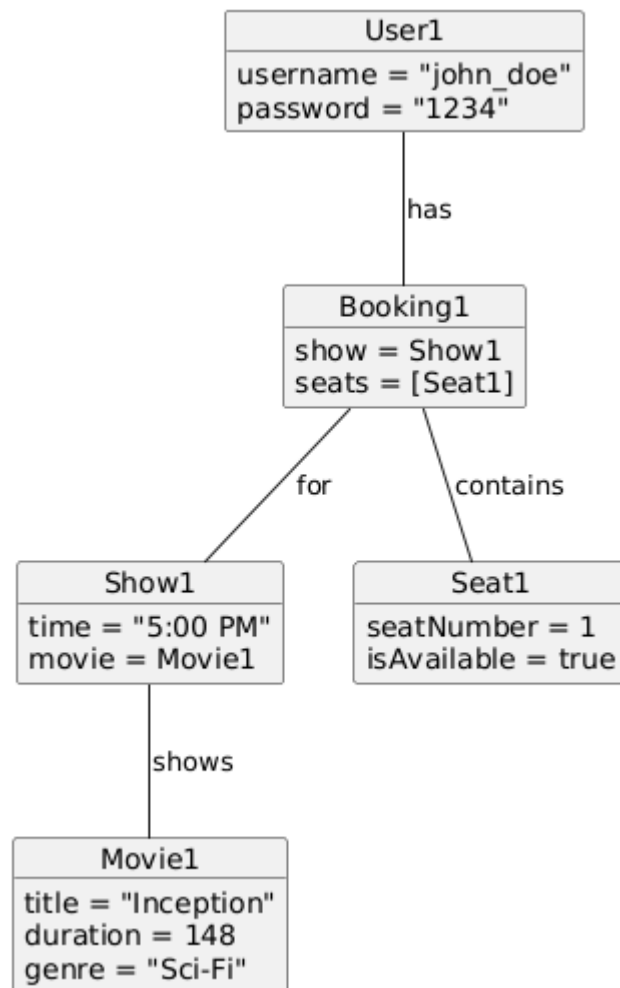 User1
username = "john_doe"
password = "1234"
has
Booking1
show = Show1
seats = [Seat1]
for
contains
Show1
time = "5:00 PM"
movie = Movie1
Seat1
seatNumber = 1
isAvailable = true
shows
Movie1
title = "Inception"
duration = 148
genre = "Sci-Fi"